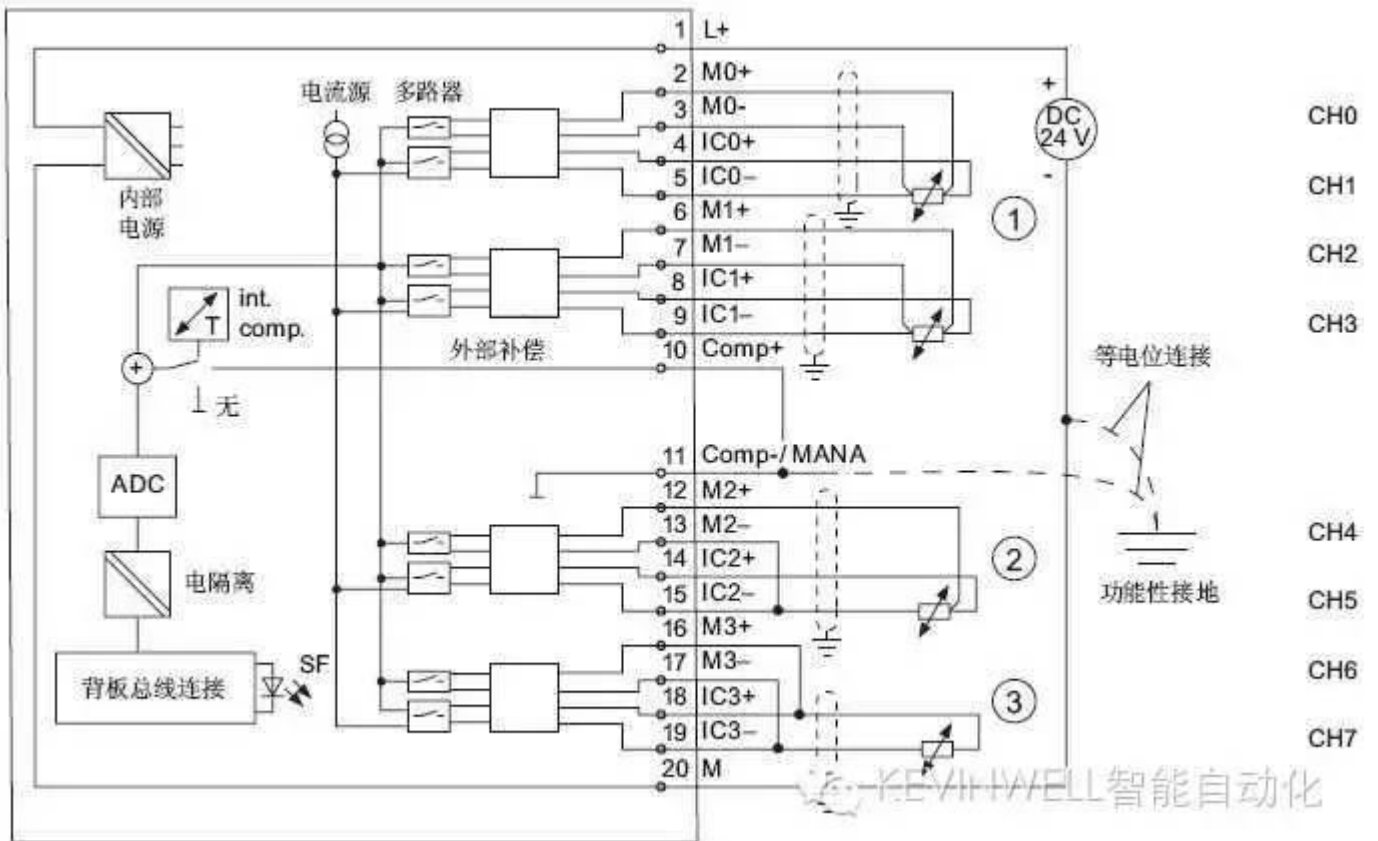 1 L+
2 M0+
电流源 多路器
3 M0-
+
DC
24 V
-
CH0
4 IC0+
5 IC0–
CH1
内部
电源
6 M1+
①
7 M1–
CH2
8 IC1+
int.
comp.
T
9 IC1–
CH3
外部补偿
10 Comp+
等电位连接
+
无
11 Comp-/MANA
ADC
12 M2+
13 M2–
CH4
14 IC2+
②
电隔离
15 IC2–
功能性接地
CH5
16 M3+
17 M3–
SF
CH6
背板总线连接
18 IC3+
③
19 IC3–
CH7
20 M
KEVIHWELL智能自动化